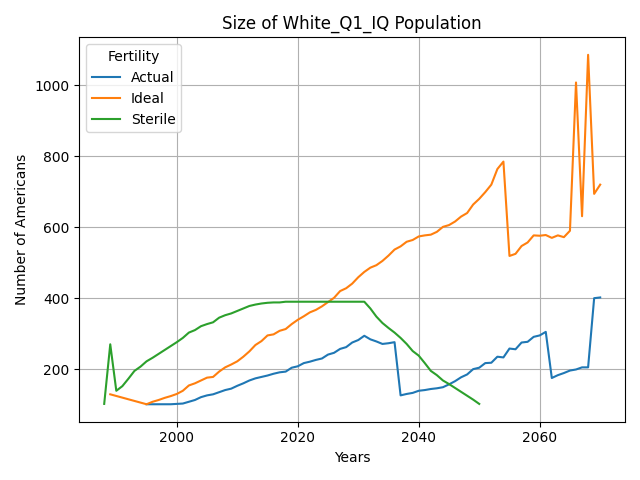 Size of White_Q1_IQ Population
Fertility
Actual
Ideal
Sterile
Number of Americans
1000
800
600
400
200
2000
2020
2040
2060
Years